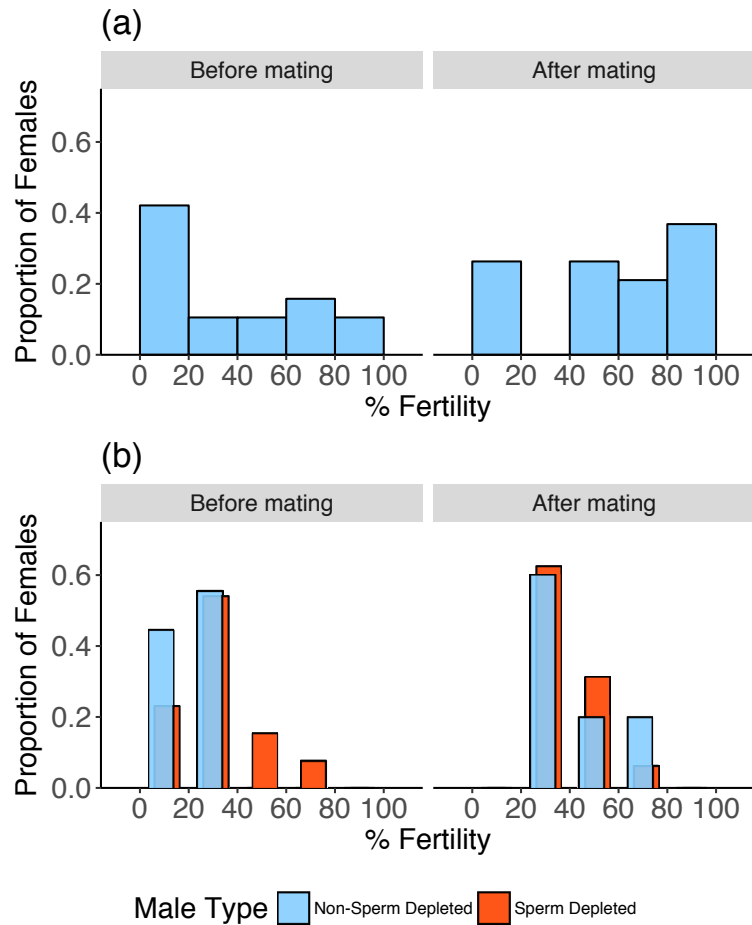 (a)
Before mating
After mating
Proportion of Females
0.6
0.4
0.2
0.0
0 20 40 60 80 100
0 20 40 60 80 100
% Fertility
(b)
Before mating
After mating
Proportion of Females
0.6
0.4
0.2
0.0
0 20 40 60 80 100
0 20 40 60 80 100
% Fertility
Male Type Non-Sperm Depleted Sperm Depleted